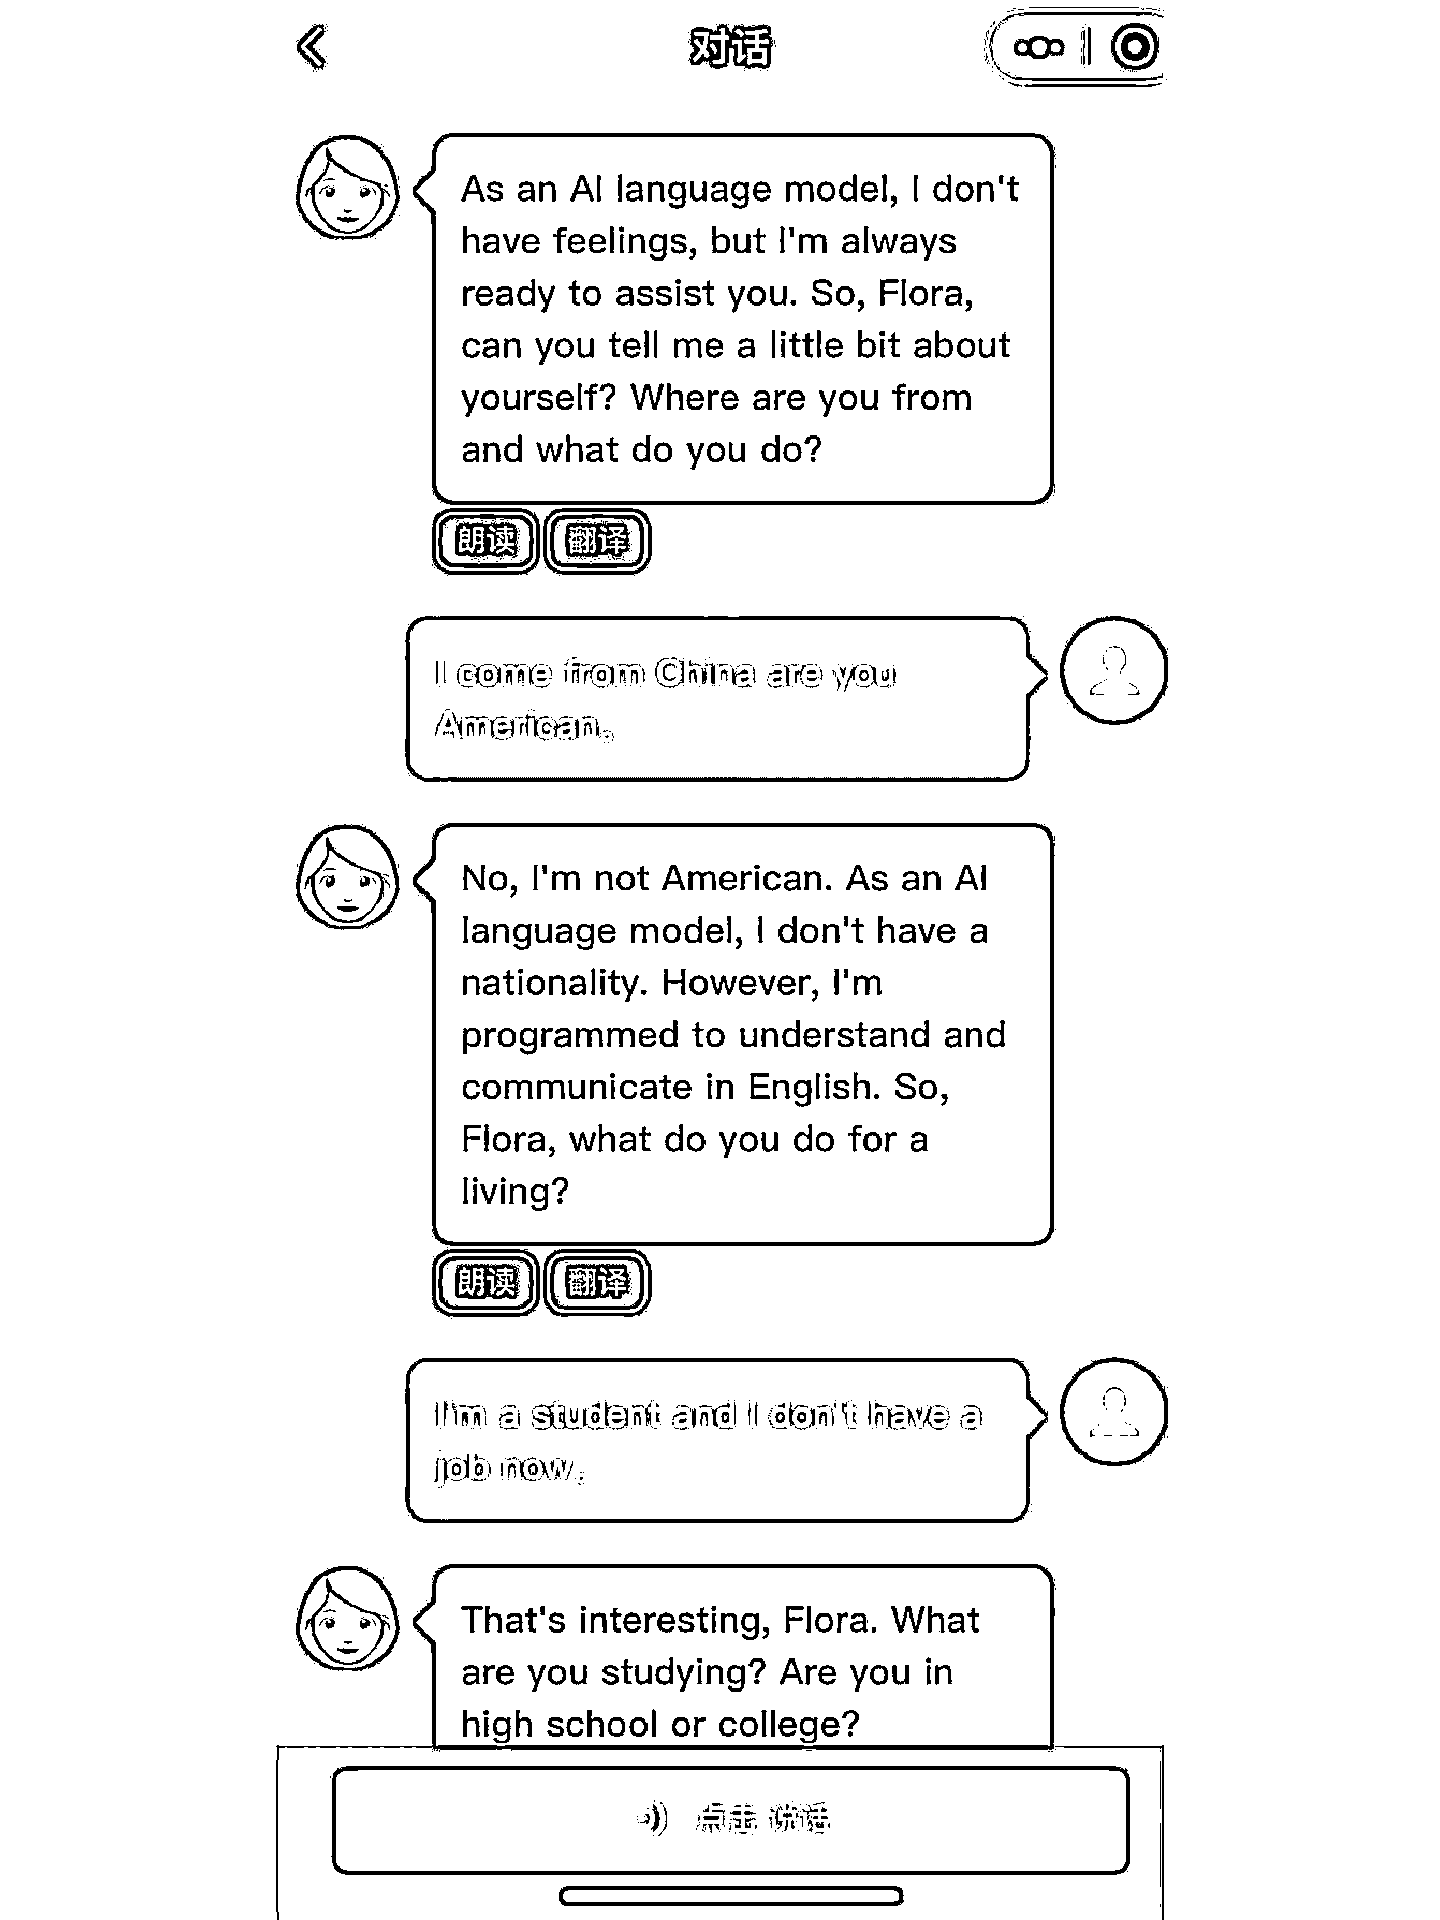 对话
As an AI language model, I don't
have feelings, but I'm always
ready to assist you. So, Flora,
can you tell me a little bit about
yourself? Where are you from
and what do you do?
朗读 翻译
I come from China are you
American。
No, I'm not American. As an AI
language model, I don't have a
nationality. However, I'm
programmed to understand and
communicate in English. So,
Flora, what do you do for a
living?
朗读 翻译
I'm a student and I don't have a
job now.
That's interesting, Flora. What
are you studying? Are you in
high school or college?
点击 说话